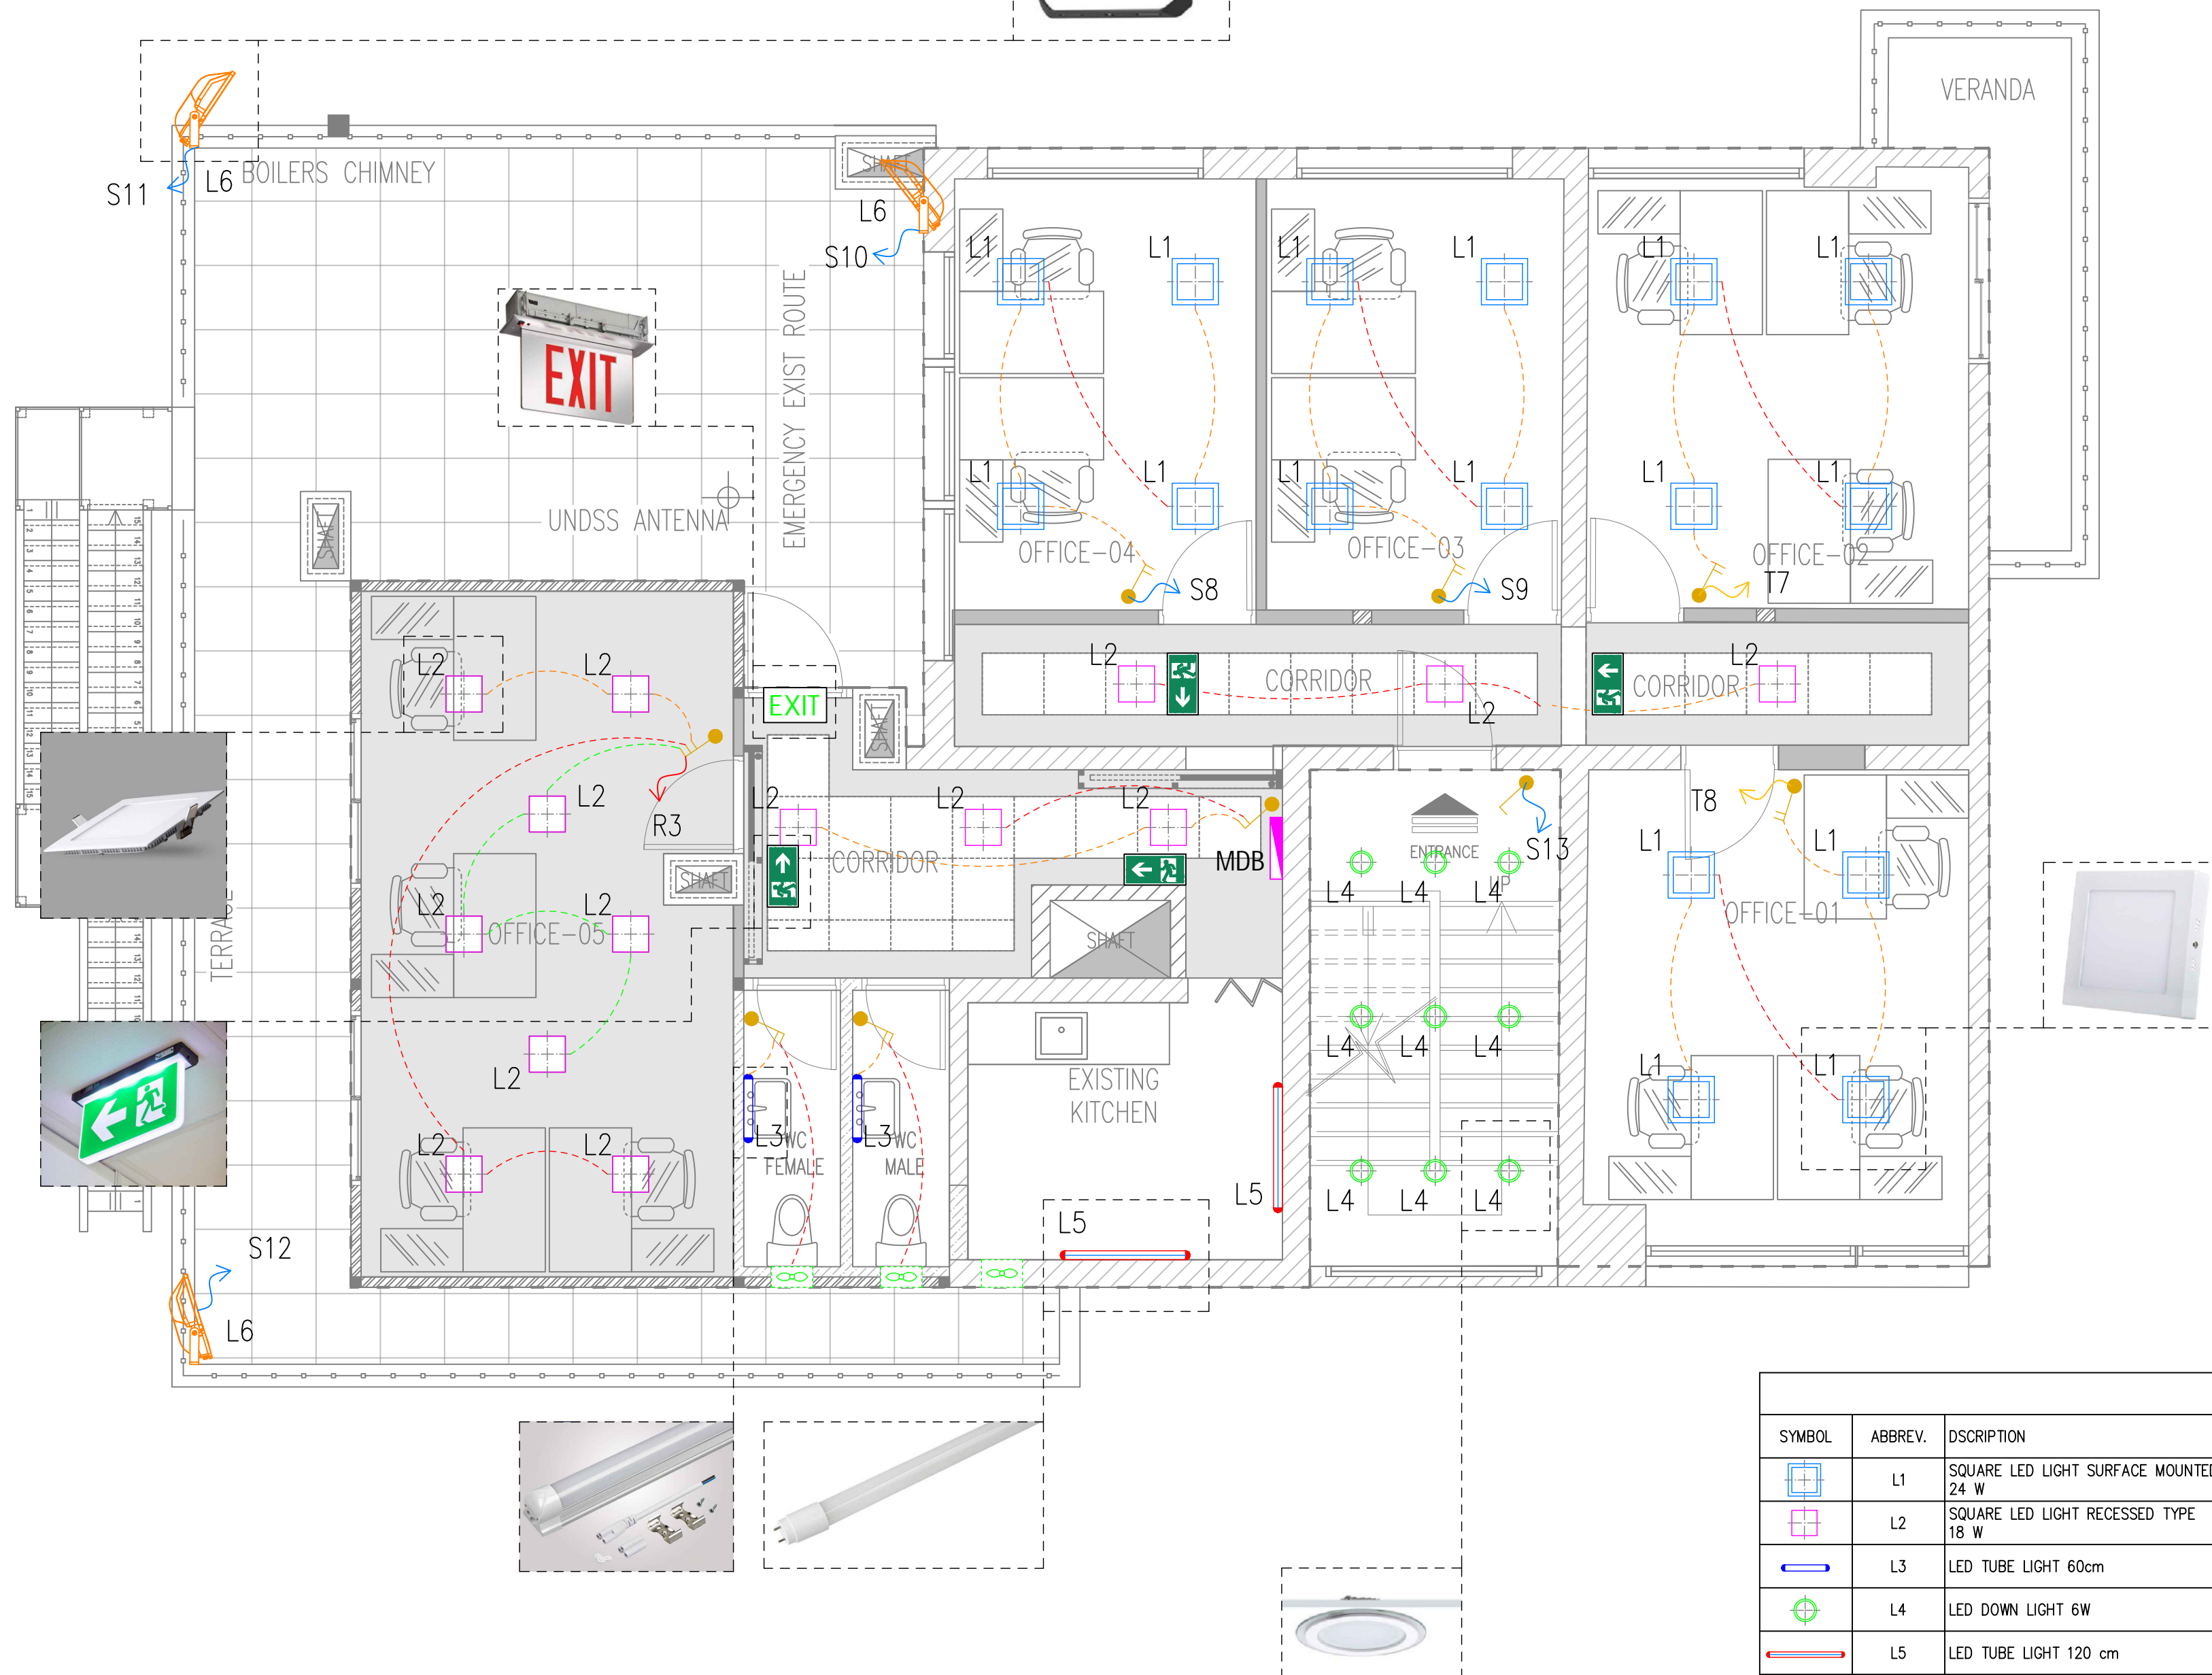 VERANDA
BOILERS CHIMNEY
S11
L6
SHAFT
L6
S10
EMERGENCY EXIST ROUTE
EXIT
UNDSS ANTENNA
SHAFT
L1
L1
L1
L1
L1
L1
L1
L1
L1
L1
L1
L1
OFFICE-04
OFFICE-03
OFFICE-02
S8
S9
T7
L2
L2
L2
CORRIDOR
L2
CORRIDOR
L2
EXIT
SHAFT
L2
R3
L2
L2
L2
CORRIDOR
MDB
SHAFT
SHAFT
ENTRANCE
S13
UP
T8
L1
L1
OFFICE-01
L1
L1
L4
L4
L4
L4
L4
L4
L4
L4
L4
L2
L2
OFFICE-05
L2
L2
L2
TERRACE
L3
WC
FEMALE
L3
WC
MALE
EXISTING
KITCHEN
L5
L5
S12
L6
SYMBOL
ABBREV.
DSCRIPTION
L1
SQUARE LED LIGHT SURFACE MOUNTED
24 W
L2
SQUARE LED LIGHT RECESSED TYPE
18 W
L3
LED TUBE LIGHT 60cm
L4
LED DOWN LIGHT 6W
L5
LED TUBE LIGHT 120 cm